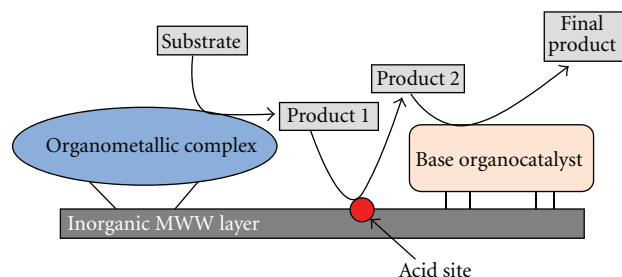 Substrate
Final
product
Product 2
Product 1
Organometallic complex
Base organocatalyst
Inorganic MWW layer
Acid site